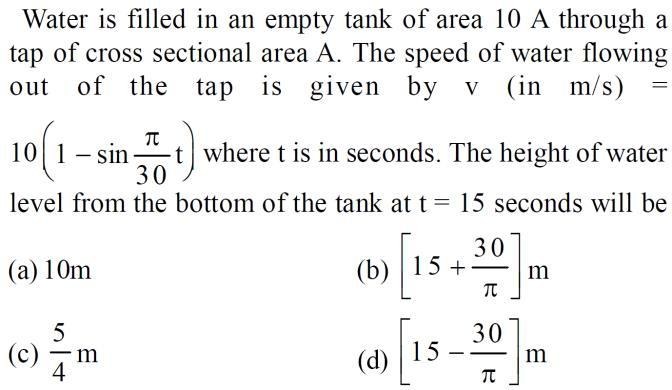 Water is filled in an empty tank of area 10 A through a
tap of cross sectional area A. The speed of water flowing
out of the tap is given by v (in m/s) =
10(1 – sin π/30 t) where t is in seconds. The height of water
level from the bottom of the tank at t = 15 seconds will be
(a) 10m (b) [15 + 30/π] m
(c) 5/4 m (d) [15 – 30/π] m